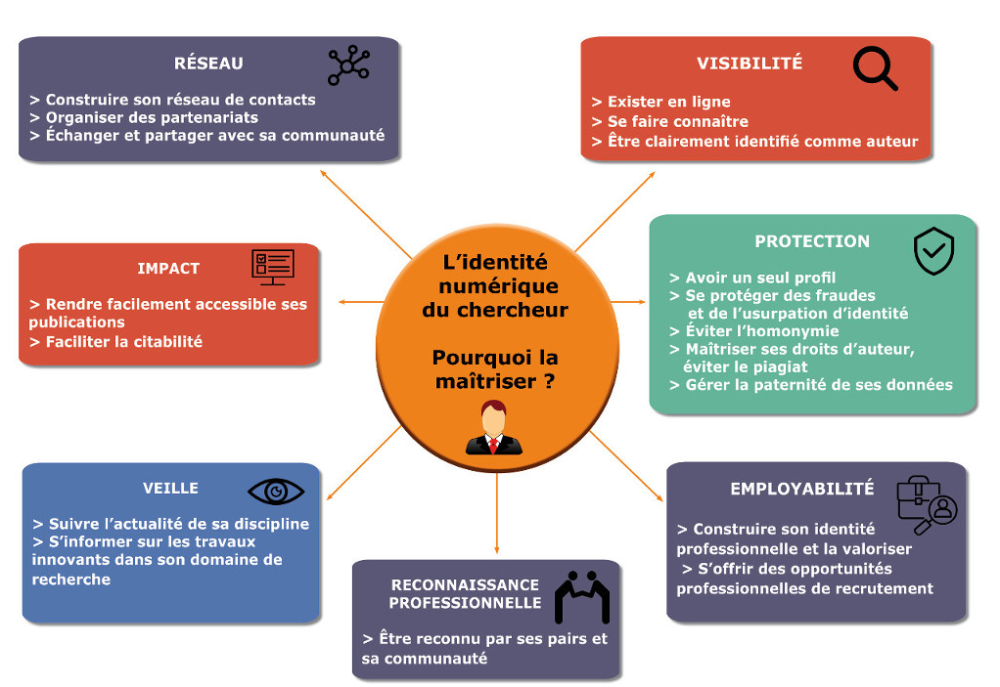 RÉSEAU
> Construire son réseau de contacts
> Organiser des partenariats
> Échanger et partager avec sa communauté
VISIBILITÉ
> Exister en ligne
> Se faire connaître
> Être clairement identifié comme auteur
L'identité
numérique
du chercheur
Pourquoi la
maîtriser ?
IMPACT
> Rendre facilement accessible ses
publications
> Faciliter la citabilité
PROTECTION
> Avoir un seul profil
> Se protéger des fraudes
et de l'usurpation d'identité
> Éviter l'homonymie
> Maîtriser ses droits d'auteur,
éviter le plagiat
> Gérer la paternité de ses données
VEILLE
> Suivre l'actualité de sa discipline
> S'informer sur les travaux
innovants dans son domaine de
recherche
RECONNAISSANCE
PROFESSIONNELLE
> Être reconnu par ses pairs et
sa communauté
EMPLOYABILITÉ
> Construire son identité
professionnelle et la valoriser
> S'offrir des opportunités
professionnelles de recrutement